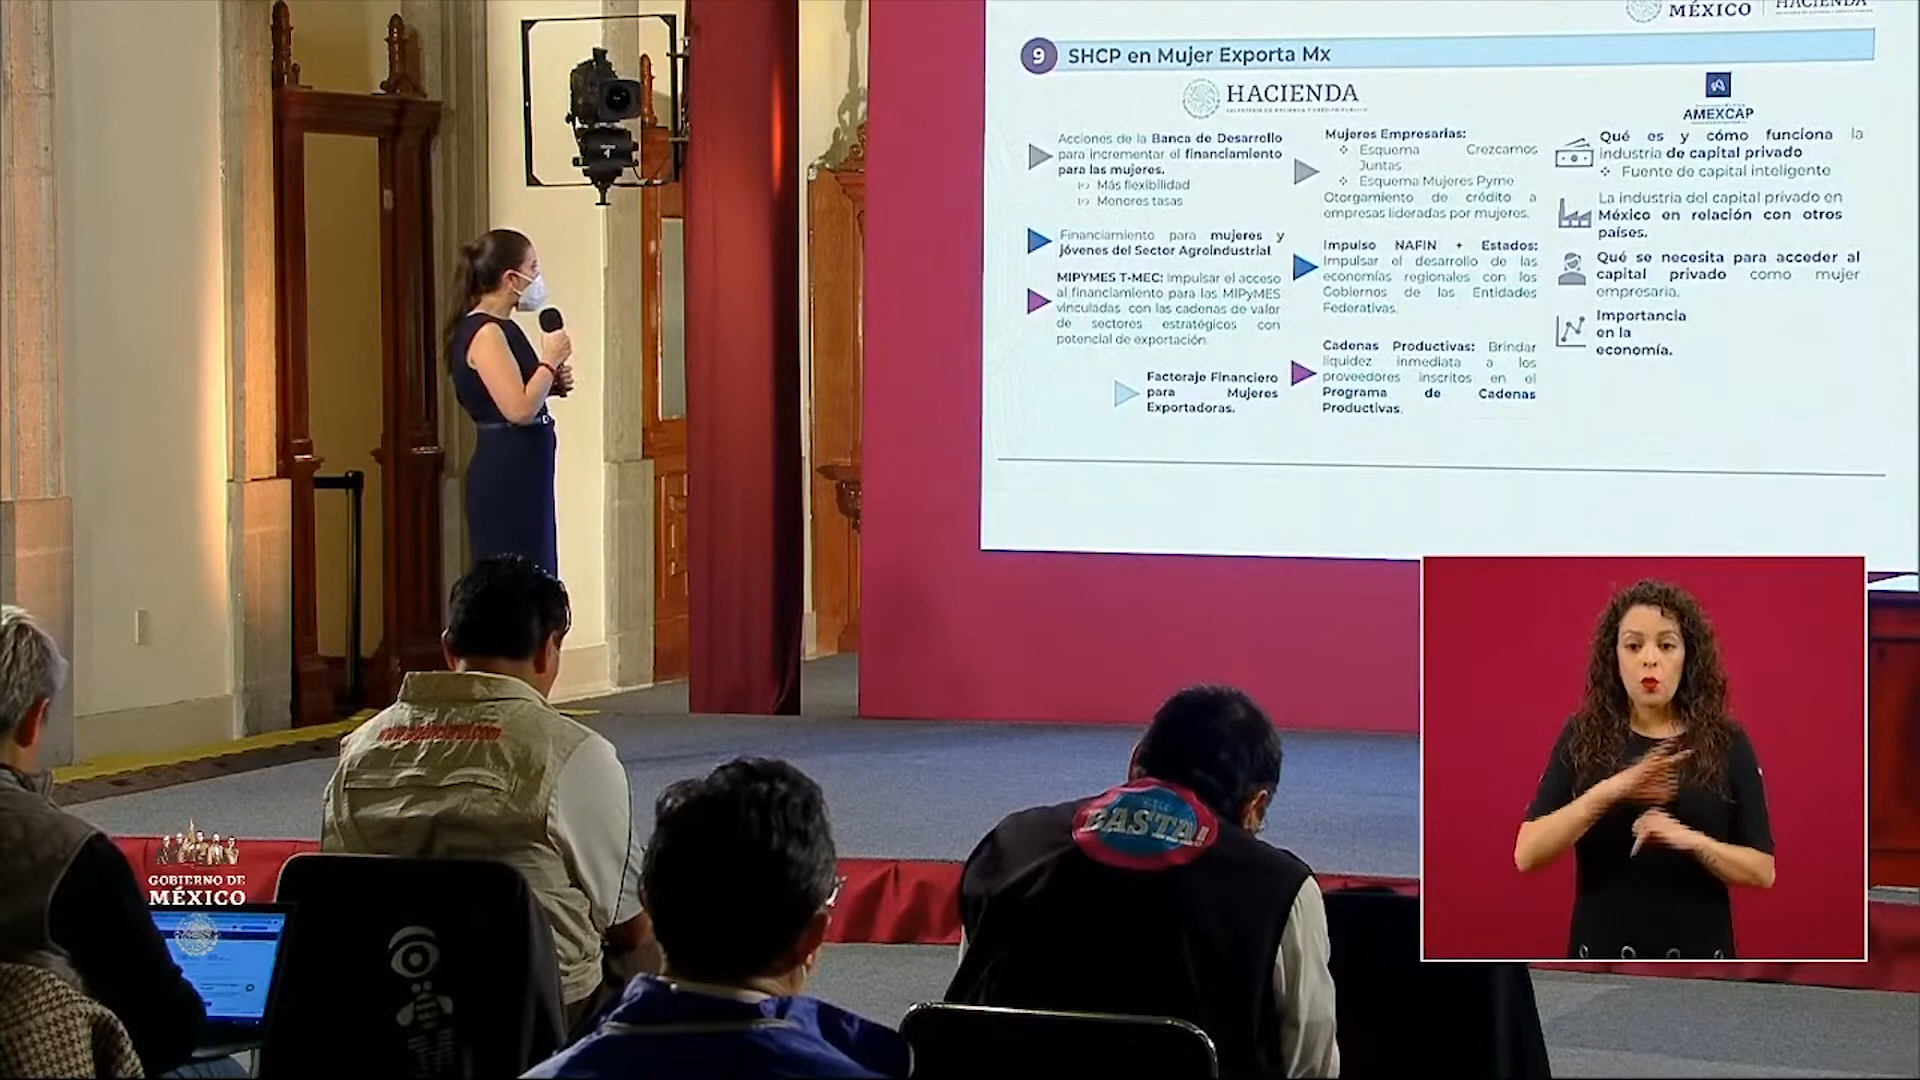 MÉXICO
HACIENDA
9 SHCP en Mujer Exporta Mx
HACIENDA
SECRETARÍA DE HACIENDA Y CRÉDITO PÚBLICO
Acciones de la Banca de Desarrollo
para incrementar el financiamiento
para las mujeres.
Más flexibilidad
Menores tasas
Financiamiento para mujeres y
jóvenes del Sector Agroindustrial
MIPYMES T-MEC: Impulsar el acceso
al financiamiento para las MIPyMES
vinculadas con las cadenas de valor
de sectores estratégicos con
potencial de exportación.
Factoraje Financiero
para Mujeres
Exportadoras.
Mujeres Empresarias:
❖ Esquema Crezcamos
Juntas
❖ Esquema Mujeres Pyme
Otorgamiento de crédito a
empresas lideradas por mujeres.
Impulso NAFIN + Estados:
Impulsar el desarrollo de las
economías regionales con los
Gobiernos de las Entidades
Federativas.
Cadenas Productivas: Brindar
liquidez inmediata a los
proveedores inscritos en el
Programa de Cadenas
Productivas.
AMEXCAP
Qué es y cómo funciona la
industria de capital privado
❖ Fuente de capital inteligente
La industria del capital privado en
México en relación con otros
países.
Qué se necesita para acceder al
capital privado como mujer
empresaria.
Importancia
en la
economía.
BASTA!
GOBIERNO DE
MÉXICO